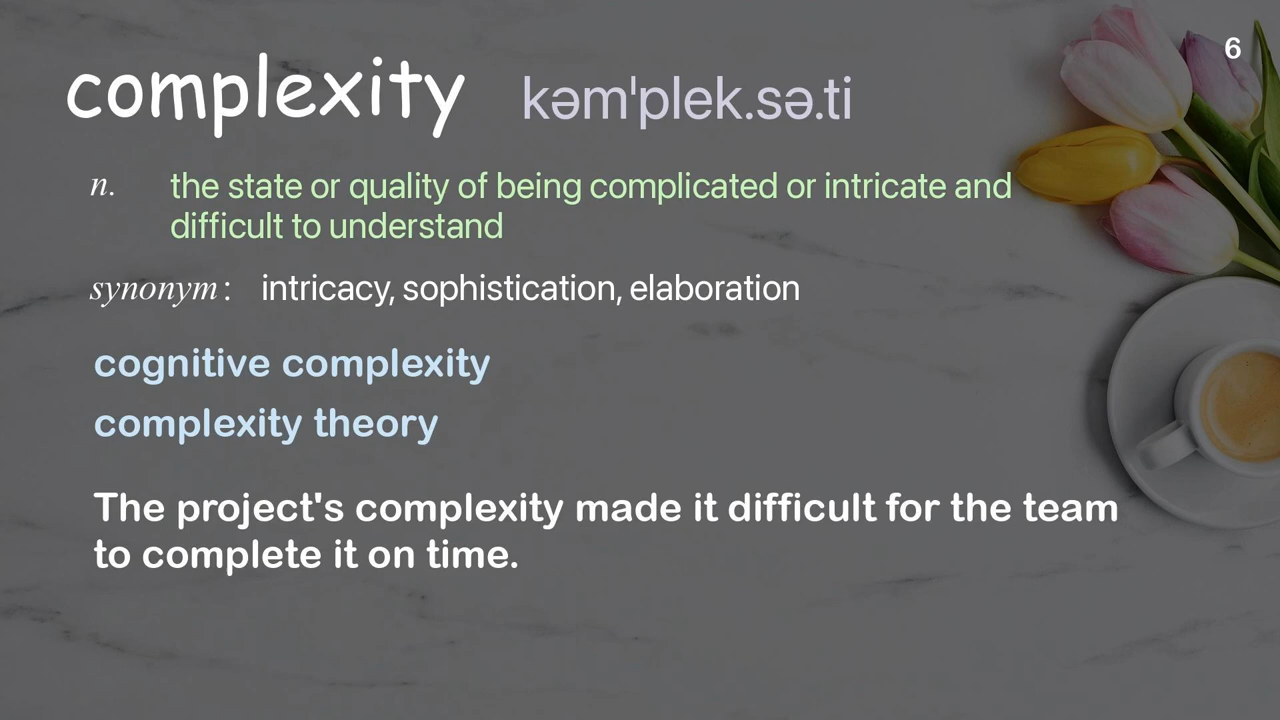 6
complexity kəm'plek.sə.ti
n. the state or quality of being complicated or intricate and
difficult to understand
synonym : intricacy, sophistication, elaboration
cognitive complexity
complexity theory
The project's complexity made it difficult for the team
to complete it on time.